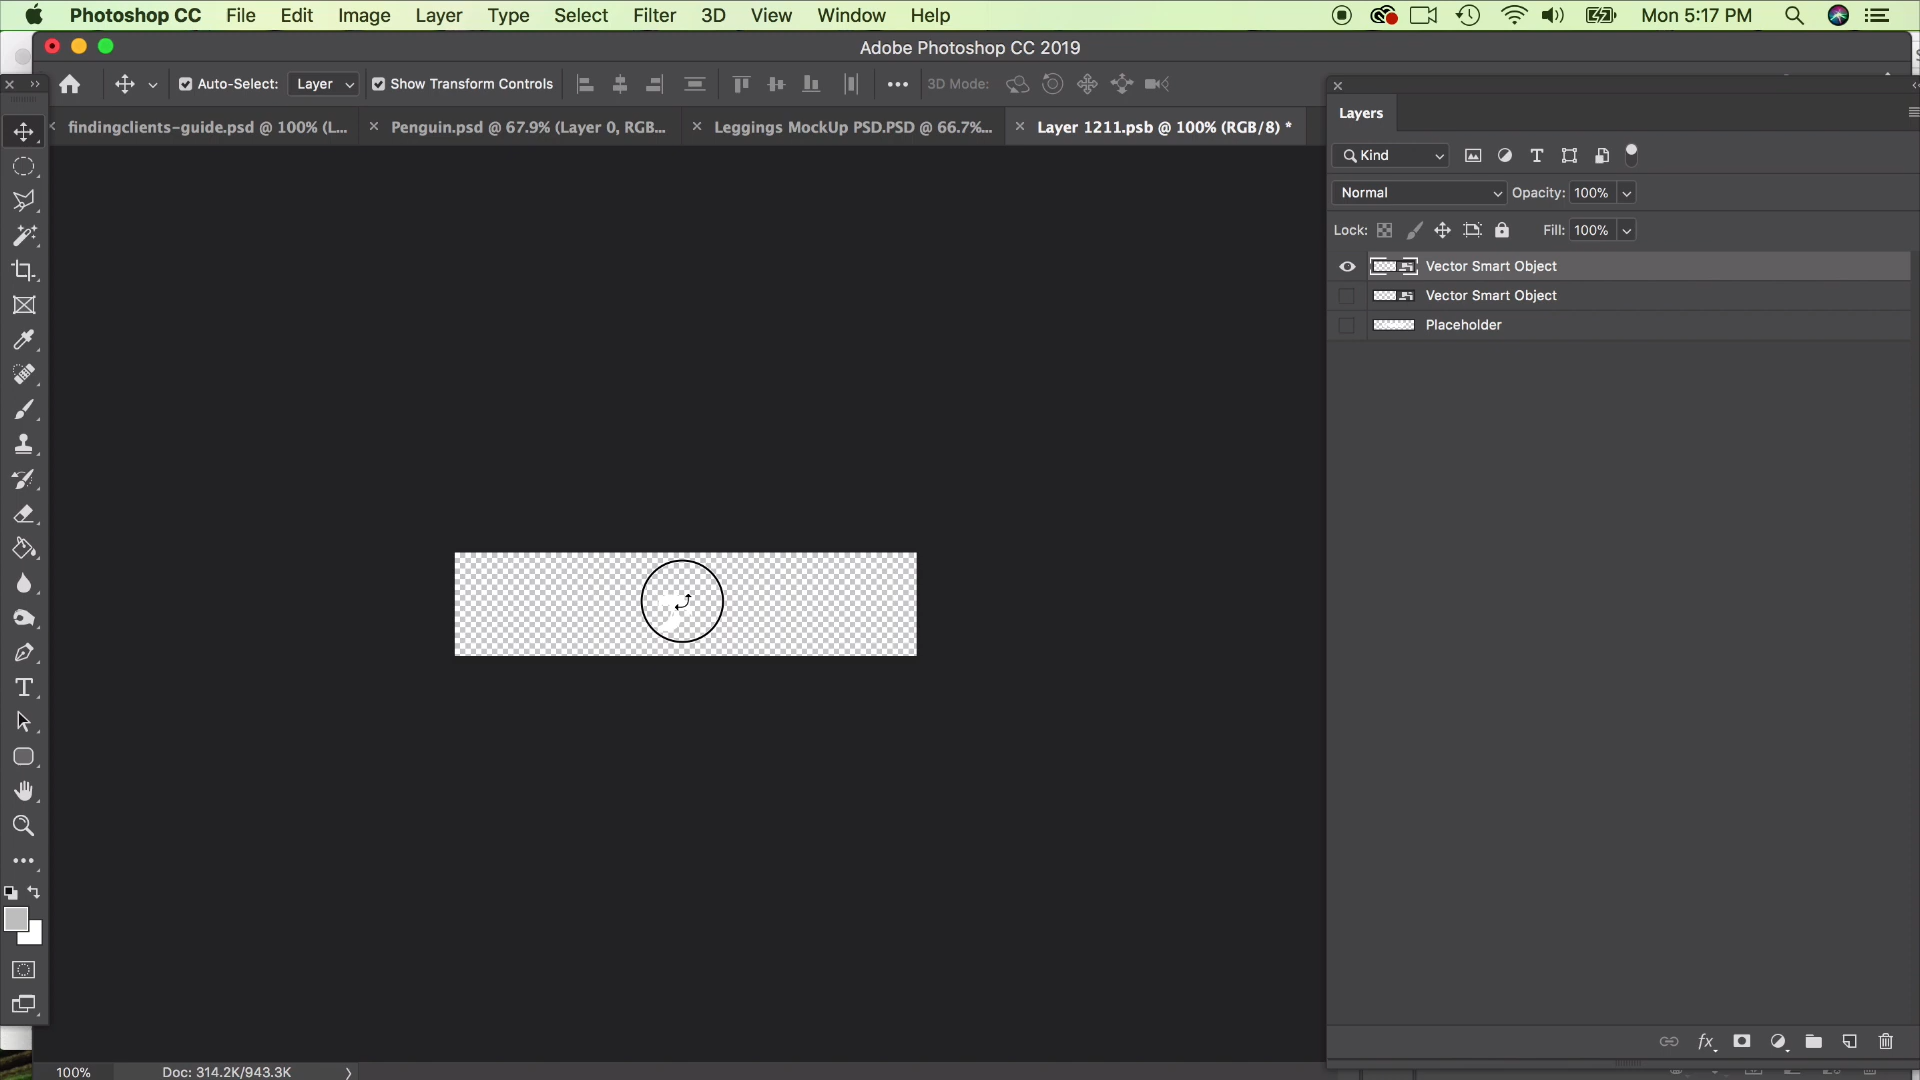 Photoshop CC File Edit Image Layer Type Select Filter 3D View Window Help Mon 5:17 PM
Adobe Photoshop CC 2019
Auto-Select: Layer Show Transform Controls 3D Mode:
findingclients-guide.psd @ 100% (L... Penguin.psd @ 67.9% (Layer 0, RGB... Leggings MockUp PSD.PSD @ 66.7%... Layer 1211.psb @ 100% (RGB/8) *
Layers
Kind
Normal Opacity: 100%
Lock: Fill: 100%
Vector Smart Object
Vector Smart Object
Placeholder
fx
100% Doc: 314.2K/943.3K